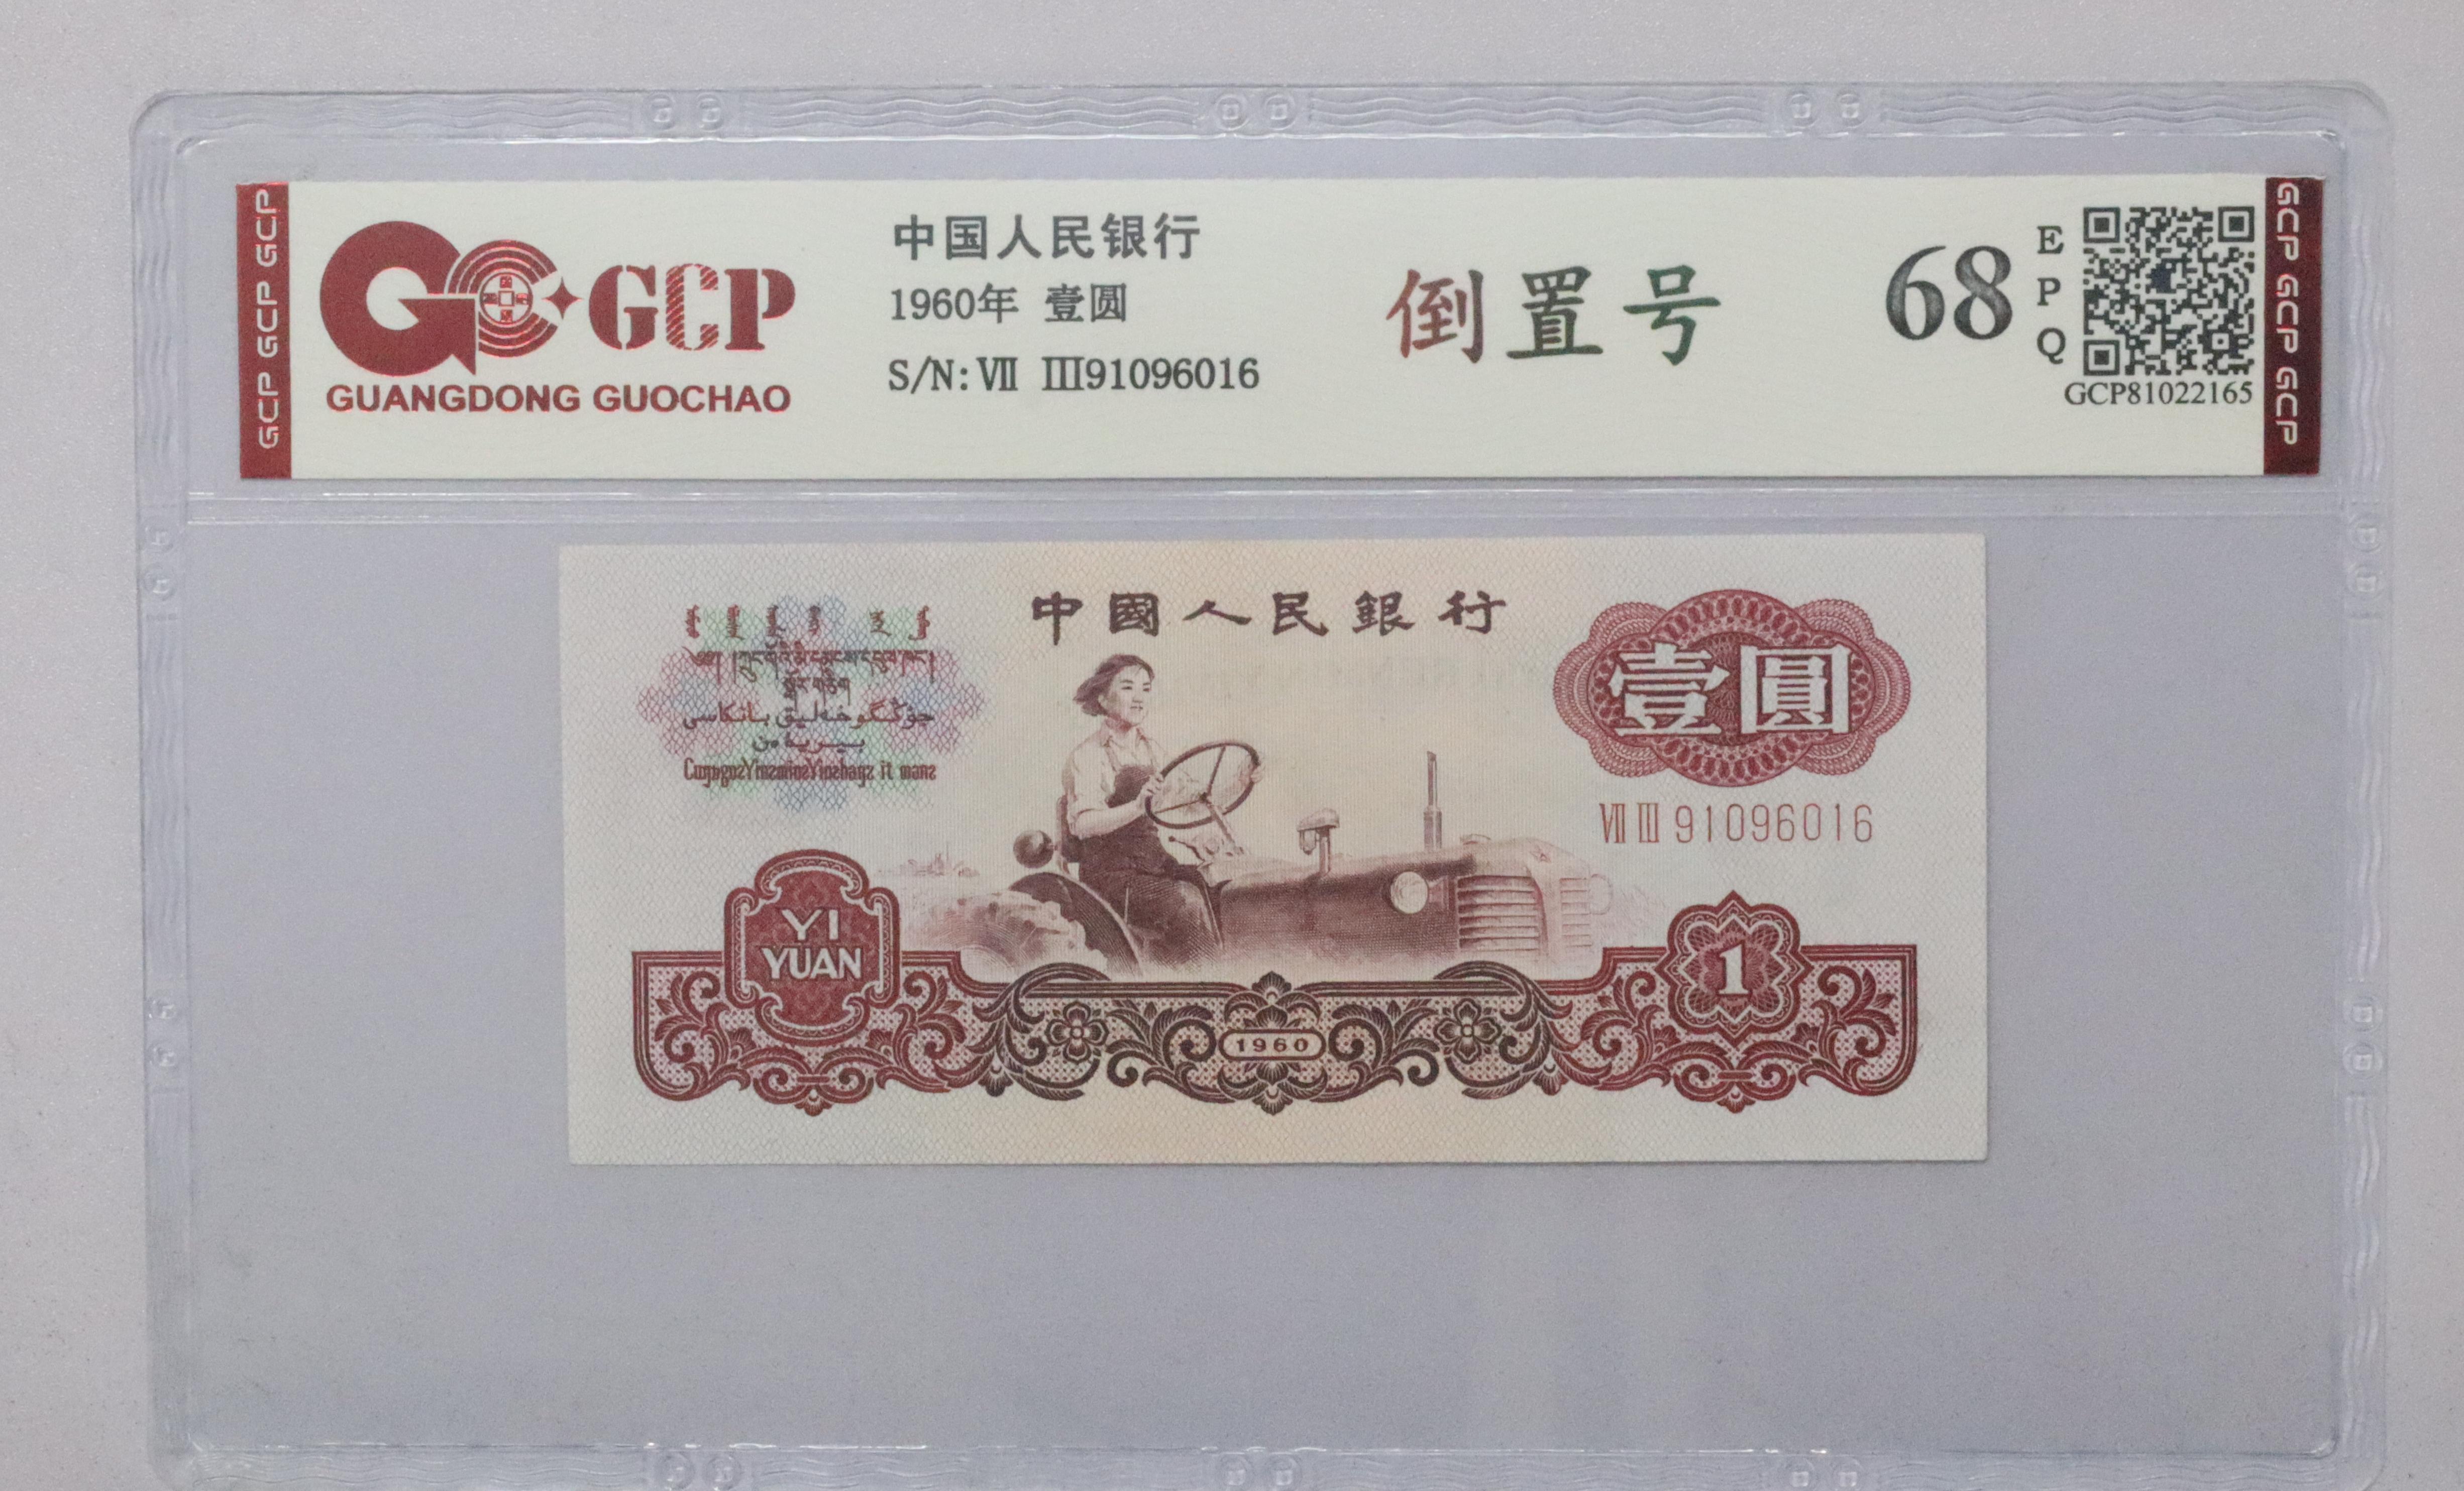 GCP GCP GCP
GCP
GUANGDONG GUOCHAO
中国人民银行
1960年 壹圆
S/N: Ⅶ Ⅲ91096016
倒置号
68
E
P
Q
GCP81022165
GCP GCP GCP
中國人民銀行
壹圓
Ⅶ Ⅲ 91096016
YI
YUAN
1960
1